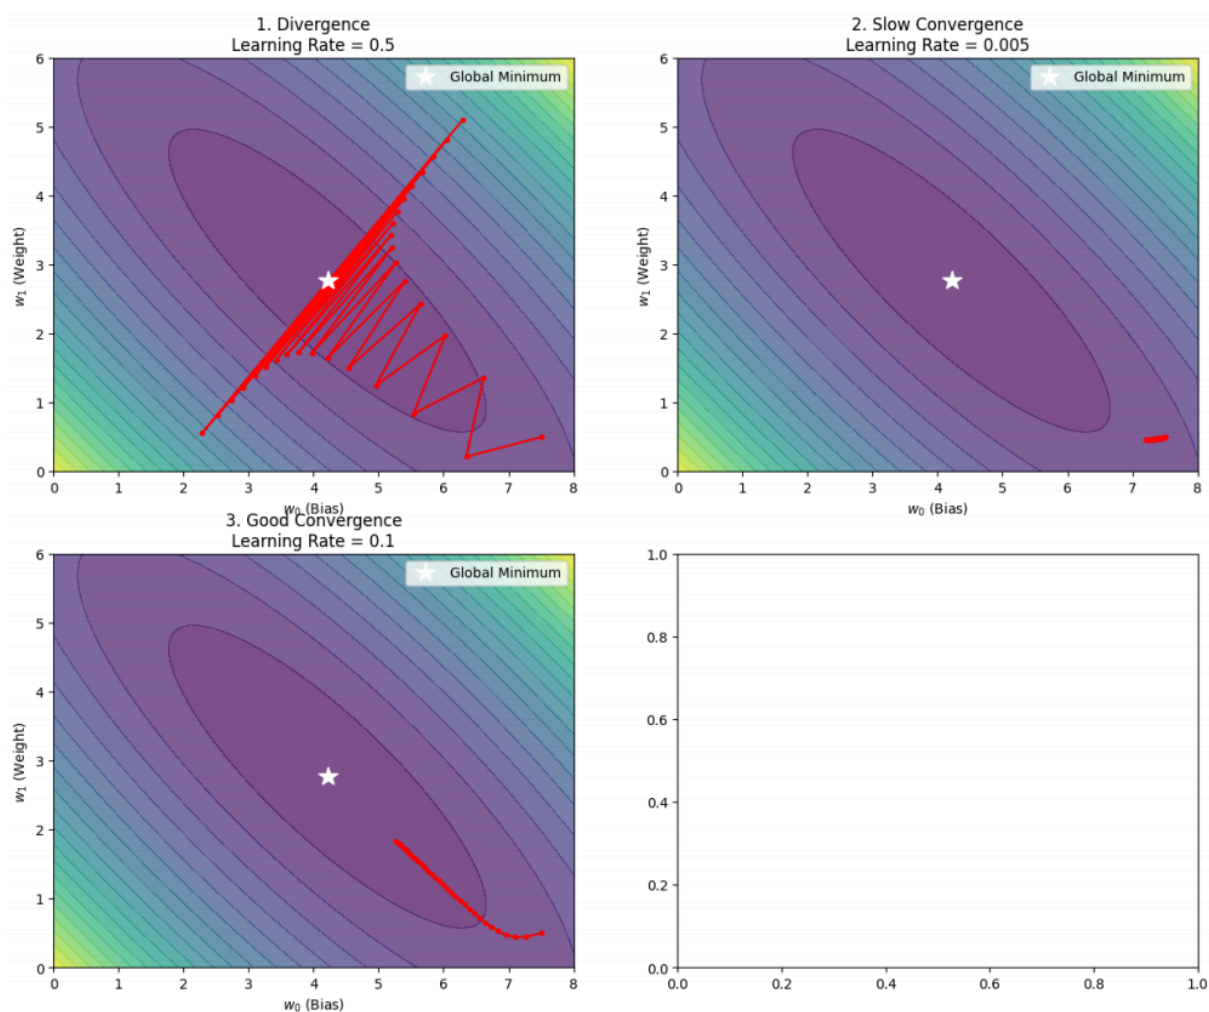 1. Divergence
Learning Rate = 0.5
Global Minimum
6
5
4
3
2
1
0
w₁ (Weight)
0 1 2 3 4 5 6 7 8
w₀ (Bias)
2. Slow Convergence
Learning Rate = 0.005
Global Minimum
6
5
4
3
2
1
0
w₁ (Weight)
0 1 2 3 4 5 6 7 8
w₀ (Bias)
3. Good Convergence
Learning Rate = 0.1
Global Minimum
6
5
4
3
2
1
0
w₁ (Weight)
0 1 2 3 4 5 6 7 8
w₀ (Bias)
1.0
0.8
0.6
0.4
0.2
0.0
0.0 0.2 0.4 0.6 0.8 1.0